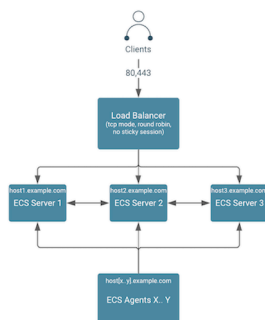 Clients
80,443
Load Balancer
(tcp mode, round robin,
no sticky session)
host1.example.com
ECS Server 1
host2.example.com
ECS Server 2
host3.example.com
ECS Server 3
host[x..y].example.com
ECS Agents X.. Y